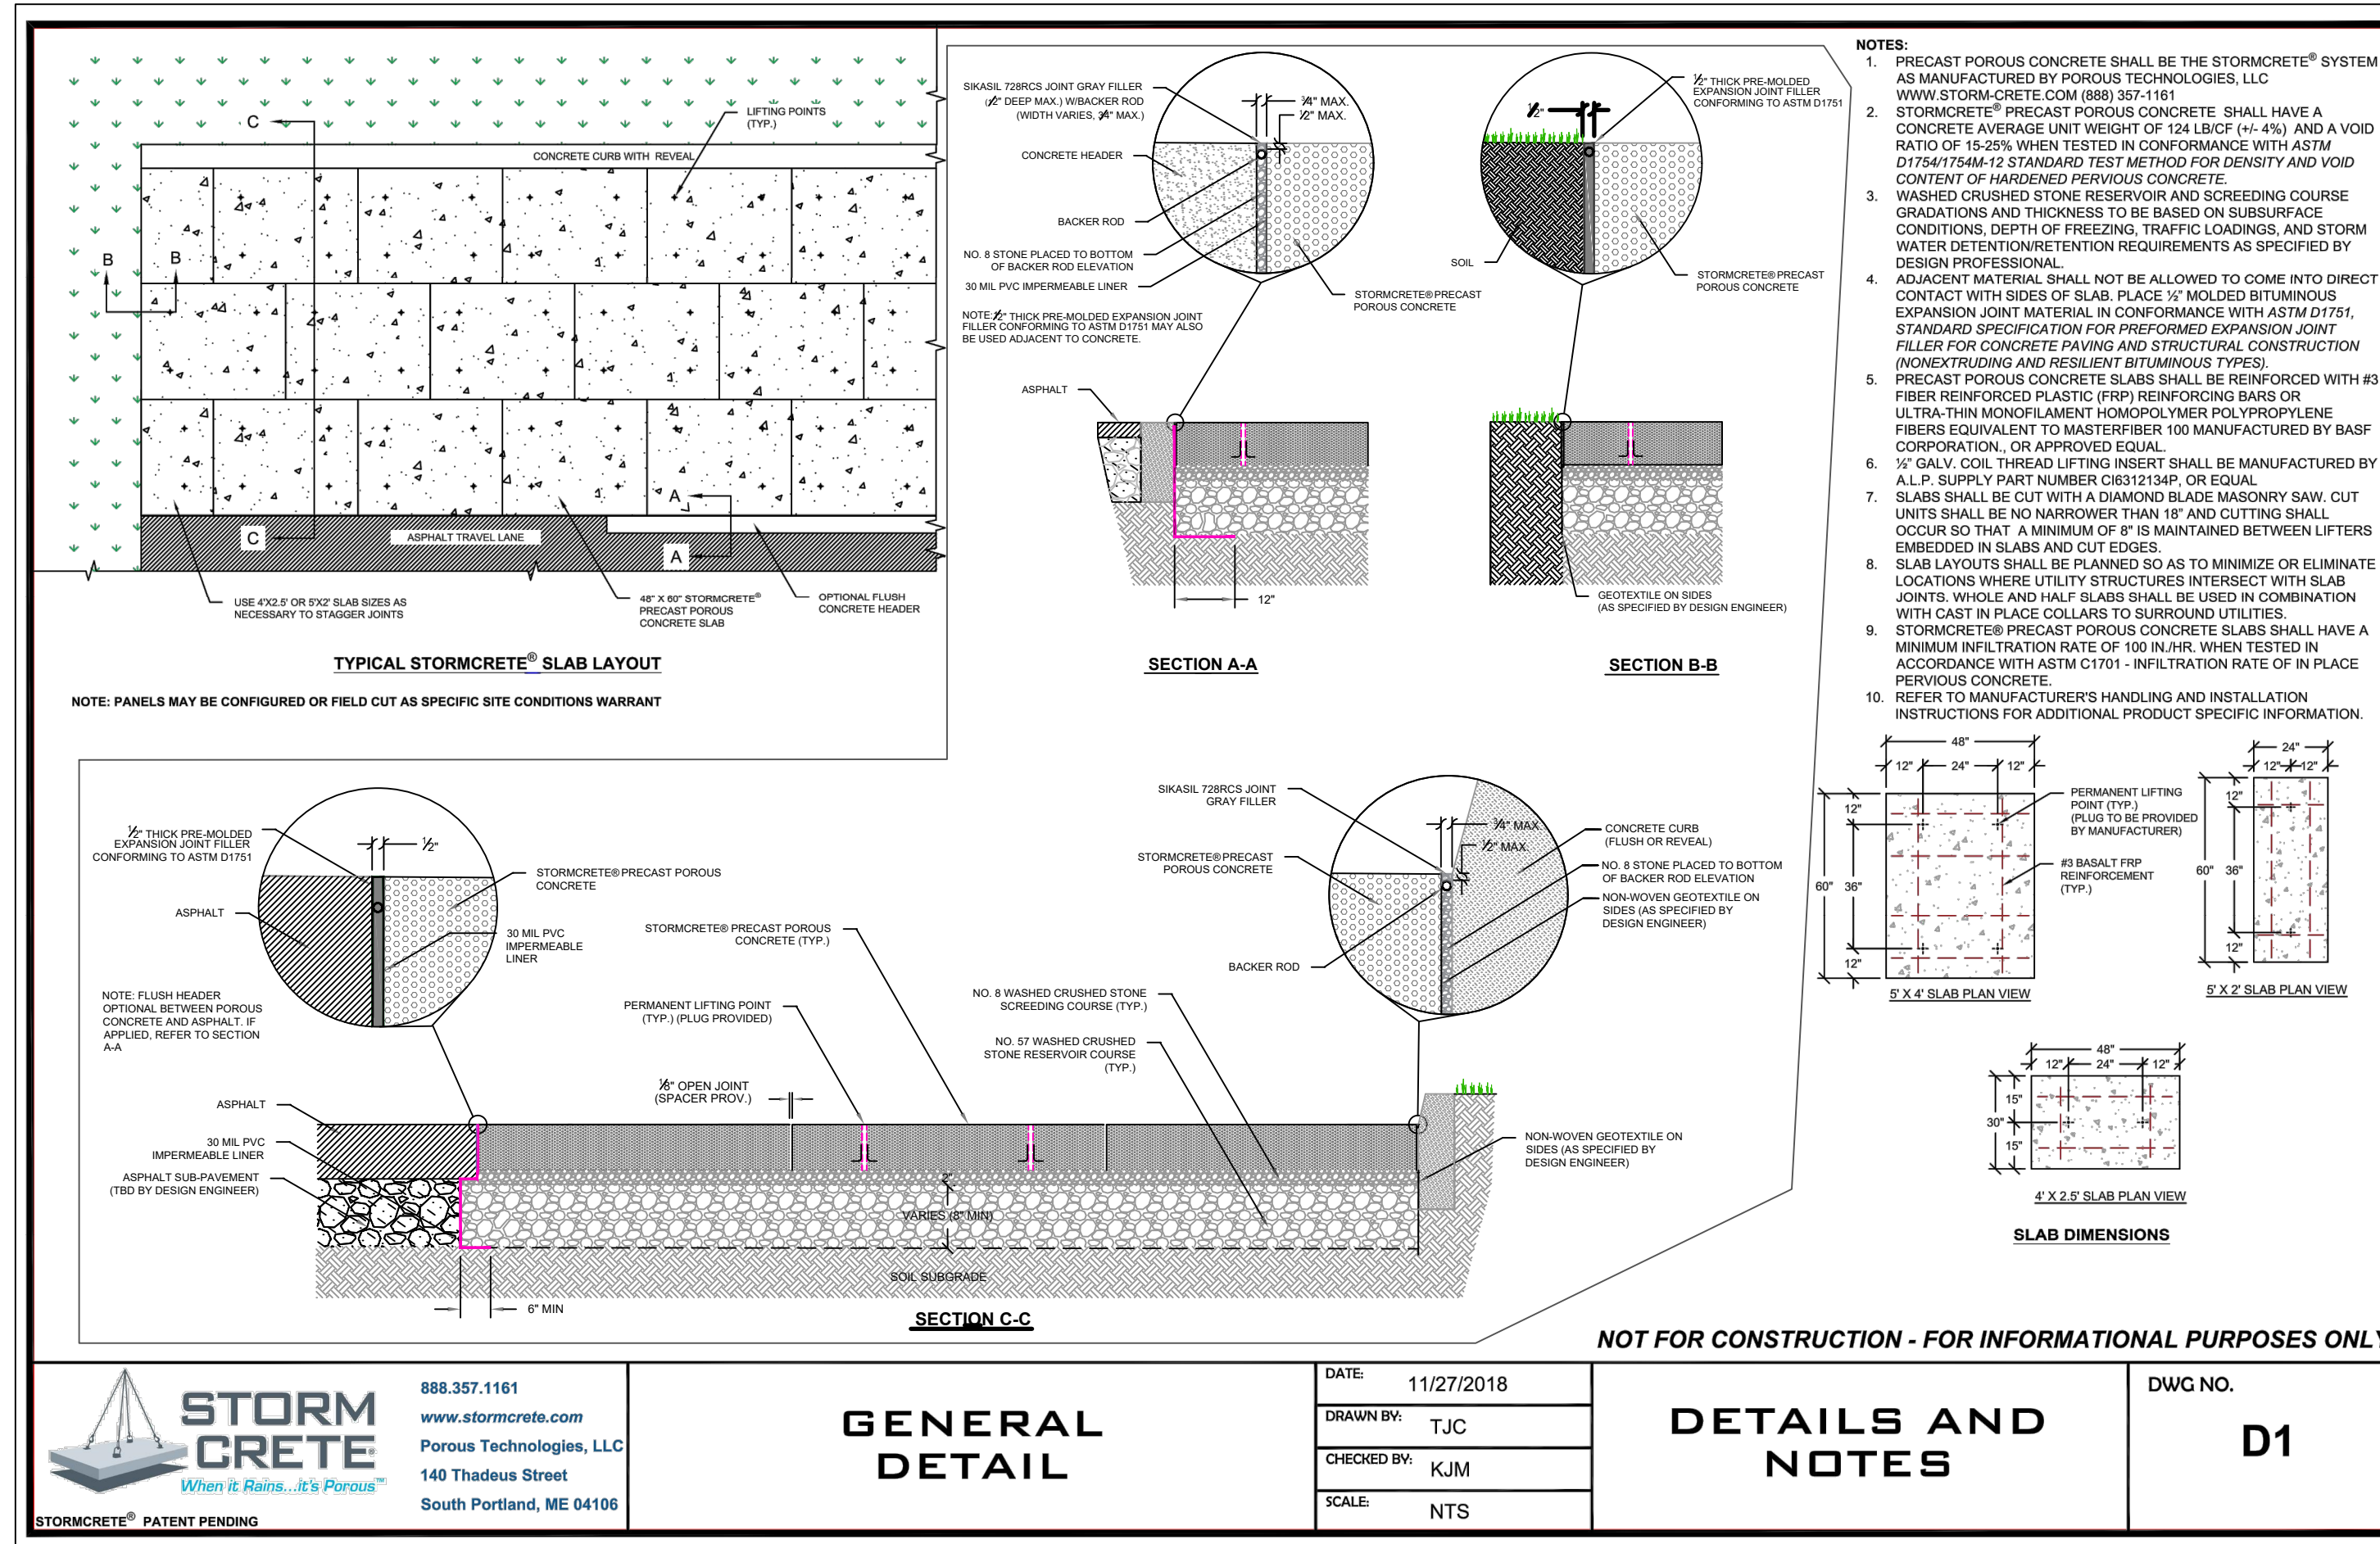 LIFTING POINTS
(TYP.)
C
CONCRETE CURB WITH REVEAL
B
B
A
C
ASPHALT TRAVEL LANE
A
USE 4'X2.5' OR 5'X2' SLAB SIZES AS
NECESSARY TO STAGGER JOINTS
48" X 60" STORMCRETE®
PRECAST POROUS
CONCRETE SLAB
OPTIONAL FLUSH
CONCRETE HEADER
TYPICAL STORMCRETE® SLAB LAYOUT
NOTE: PANELS MAY BE CONFIGURED OR FIELD CUT AS SPECIFIC SITE CONDITIONS WARRANT
SIKASIL 728RCS JOINT GRAY FILLER
(½" DEEP MAX.) W/BACKER ROD
(WIDTH VARIES, ¾" MAX.)
¾" MAX.
½" MAX.
CONCRETE HEADER
BACKER ROD
NO. 8 STONE PLACED TO BOTTOM
OF BACKER ROD ELEVATION
30 MIL PVC IMPERMEABLE LINER
STORMCRETE® PRECAST
POROUS CONCRETE
NOTE: ½" THICK PRE-MOLDED EXPANSION JOINT
FILLER CONFORMING TO ASTM D1751 MAY ALSO
BE USED ADJACENT TO CONCRETE.
ASPHALT
12"
SECTION A-A
½"
½" THICK PRE-MOLDED
EXPANSION JOINT FILLER
CONFORMING TO ASTM D1751
SOIL
STORMCRETE® PRECAST
POROUS CONCRETE
GEOTEXTILE ON SIDES
(AS SPECIFIED BY DESIGN ENGINEER)
SECTION B-B
NOTES:
1. PRECAST POROUS CONCRETE SHALL BE THE STORMCRETE® SYSTEM
AS MANUFACTURED BY POROUS TECHNOLOGIES, LLC
WWW.STORM-CRETE.COM (888) 357-1161
2. STORMCRETE® PRECAST POROUS CONCRETE SHALL HAVE A
CONCRETE AVERAGE UNIT WEIGHT OF 124 LB/CF (+/- 4%) AND A VOID
RATIO OF 15-25% WHEN TESTED IN CONFORMANCE WITH ASTM
D1754/1754M-12 STANDARD TEST METHOD FOR DENSITY AND VOID
CONTENT OF HARDENED PERVIOUS CONCRETE.
3. WASHED CRUSHED STONE RESERVOIR AND SCREEDING COURSE
GRADATIONS AND THICKNESS TO BE BASED ON SUBSURFACE
CONDITIONS, DEPTH OF FREEZING, TRAFFIC LOADINGS, AND STORM
WATER DETENTION/RETENTION REQUIREMENTS AS SPECIFIED BY
DESIGN PROFESSIONAL.
4. ADJACENT MATERIAL SHALL NOT BE ALLOWED TO COME INTO DIRECT
CONTACT WITH SIDES OF SLAB. PLACE ½" MOLDED BITUMINOUS
EXPANSION JOINT MATERIAL IN CONFORMANCE WITH ASTM D1751,
STANDARD SPECIFICATION FOR PREFORMED EXPANSION JOINT
FILLER FOR CONCRETE PAVING AND STRUCTURAL CONSTRUCTION
(NONEXTRUDING AND RESILIENT BITUMINOUS TYPES).
5. PRECAST POROUS CONCRETE SLABS SHALL BE REINFORCED WITH #3
FIBER REINFORCED PLASTIC (FRP) REINFORCING BARS OR
ULTRA-THIN MONOFILAMENT HOMOPOLYMER POLYPROPYLENE
FIBERS EQUIVALENT TO MASTERFIBER 100 MANUFACTURED BY BASF
CORPORATION., OR APPROVED EQUAL.
6. ½" GALV. COIL THREAD LIFTING INSERT SHALL BE MANUFACTURED BY
A.L.P. SUPPLY PART NUMBER CI6312134P, OR EQUAL
7. SLABS SHALL BE CUT WITH A DIAMOND BLADE MASONRY SAW. CUT
UNITS SHALL BE NO NARROWER THAN 18" AND CUTTING SHALL
OCCUR SO THAT A MINIMUM OF 8" IS MAINTAINED BETWEEN LIFTERS
EMBEDDED IN SLABS AND CUT EDGES.
8. SLAB LAYOUTS SHALL BE PLANNED SO AS TO MINIMIZE OR ELIMINATE
LOCATIONS WHERE UTILITY STRUCTURES INTERSECT WITH SLAB
JOINTS. WHOLE AND HALF SLABS SHALL BE USED IN COMBINATION
WITH CAST IN PLACE COLLARS TO SURROUND UTILITIES.
9. STORMCRETE® PRECAST POROUS CONCRETE SLABS SHALL HAVE A
MINIMUM INFILTRATION RATE OF 100 IN./HR. WHEN TESTED IN
ACCORDANCE WITH ASTM C1701 - INFILTRATION RATE OF IN PLACE
PERVIOUS CONCRETE.
10. REFER TO MANUFACTURER'S HANDLING AND INSTALLATION
INSTRUCTIONS FOR ADDITIONAL PRODUCT SPECIFIC INFORMATION.
½" THICK PRE-MOLDED
EXPANSION JOINT FILLER
CONFORMING TO ASTM D1751
½"
STORMCRETE® PRECAST POROUS
CONCRETE
ASPHALT
30 MIL PVC
IMPERMEABLE
LINER
NOTE: FLUSH HEADER
OPTIONAL BETWEEN POROUS
CONCRETE AND ASPHALT. IF
APPLIED, REFER TO SECTION
A-A
STORMCRETE® PRECAST POROUS
CONCRETE (TYP.)
PERMANENT LIFTING POINT
(TYP.) (PLUG PROVIDED)
⅛" OPEN JOINT
(SPACER PROV.)
NO. 8 WASHED CRUSHED STONE
SCREEDING COURSE (TYP.)
NO. 57 WASHED CRUSHED
STONE RESERVOIR COURSE
(TYP.)
SIKASIL 728RCS JOINT
GRAY FILLER
¾" MAX.
½" MAX.
STORMCRETE® PRECAST
POROUS CONCRETE
CONCRETE CURB
(FLUSH OR REVEAL)
NO. 8 STONE PLACED TO BOTTOM
OF BACKER ROD ELEVATION
NON-WOVEN GEOTEXTILE ON
SIDES (AS SPECIFIED BY
DESIGN ENGINEER)
BACKER ROD
ASPHALT
30 MIL PVC
IMPERMEABLE LINER
ASPHALT SUB-PAVEMENT
(TBD BY DESIGN ENGINEER)
2"
VARIES (8" MIN)
NON-WOVEN GEOTEXTILE ON
SIDES (AS SPECIFIED BY
DESIGN ENGINEER)
SOIL SUBGRADE
6" MIN
SECTION C-C
48"
12" 24" 12"
12"
60" 36"
12"
PERMANENT LIFTING
POINT (TYP.)
(PLUG TO BE PROVIDED
BY MANUFACTURER)
#3 BASALT FRP
REINFORCEMENT
(TYP.)
5' X 4' SLAB PLAN VIEW
24"
12" 12"
12"
60" 36"
12"
5' X 2' SLAB PLAN VIEW
48"
12" 24" 12"
15"
30"
15"
4' X 2.5' SLAB PLAN VIEW
SLAB DIMENSIONS
NOT FOR CONSTRUCTION - FOR INFORMATIONAL PURPOSES ONLY
STORM
CRETE®
When it Rains...it's Porous™
STORMCRETE® PATENT PENDING
888.357.1161
www.stormcrete.com
Porous Technologies, LLC
140 Thadeus Street
South Portland, ME 04106
GENERAL
DETAIL
DATE: 11/27/2018
DRAWN BY: TJC
CHECKED BY: KJM
SCALE: NTS
DETAILS AND
NOTES
DWG NO.
D1